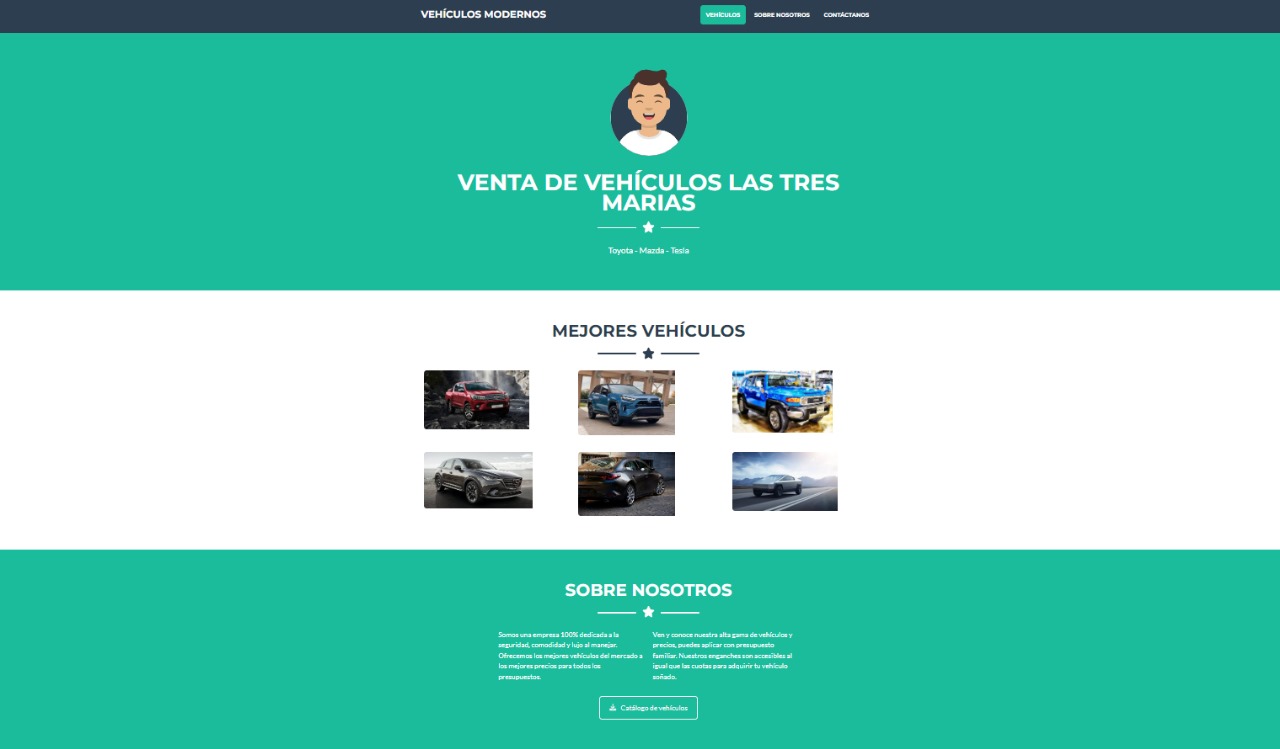 VEHÍCULOS MODERNOS
VEHÍCULOS
SOBRE NOSOTROS
CONTÁCTANOS
VENTA DE VEHÍCULOS LAS TRES
MARIAS
Toyota - Mazda - Tesla
MEJORES VEHÍCULOS
SOBRE NOSOTROS
Somos una empresa 100% dedicada a la
seguridad, comodidad y lujo al manejar.
Ofrecemos los mejores vehículos del mercado a
los mejores precios para todos los
presupuestos.
Ven y conoce nuestra alta gama de vehículos y
precios, puedes aplicar con presupuesto
familiar. Nuestros enganches son accesibles al
igual que las cuotas para adquirir tu vehículo
soñado.
Catálogo de vehículos